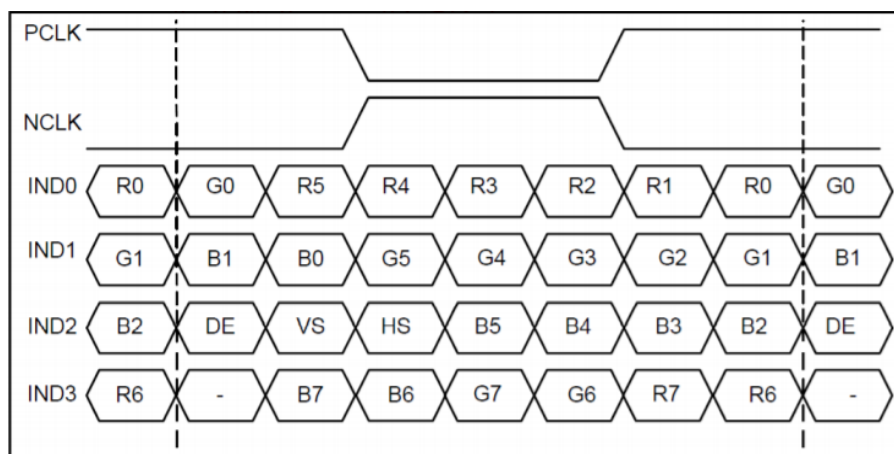 PCLK
NCLK
IND0 R0 G0 R5 R4 R3 R2 R1 R0 G0
IND1 G1 B1 B0 G5 G4 G3 G2 G1 B1
IND2 B2 DE VS HS B5 B4 B3 B2 DE
IND3 R6 - B7 B6 G7 G6 R7 R6 -